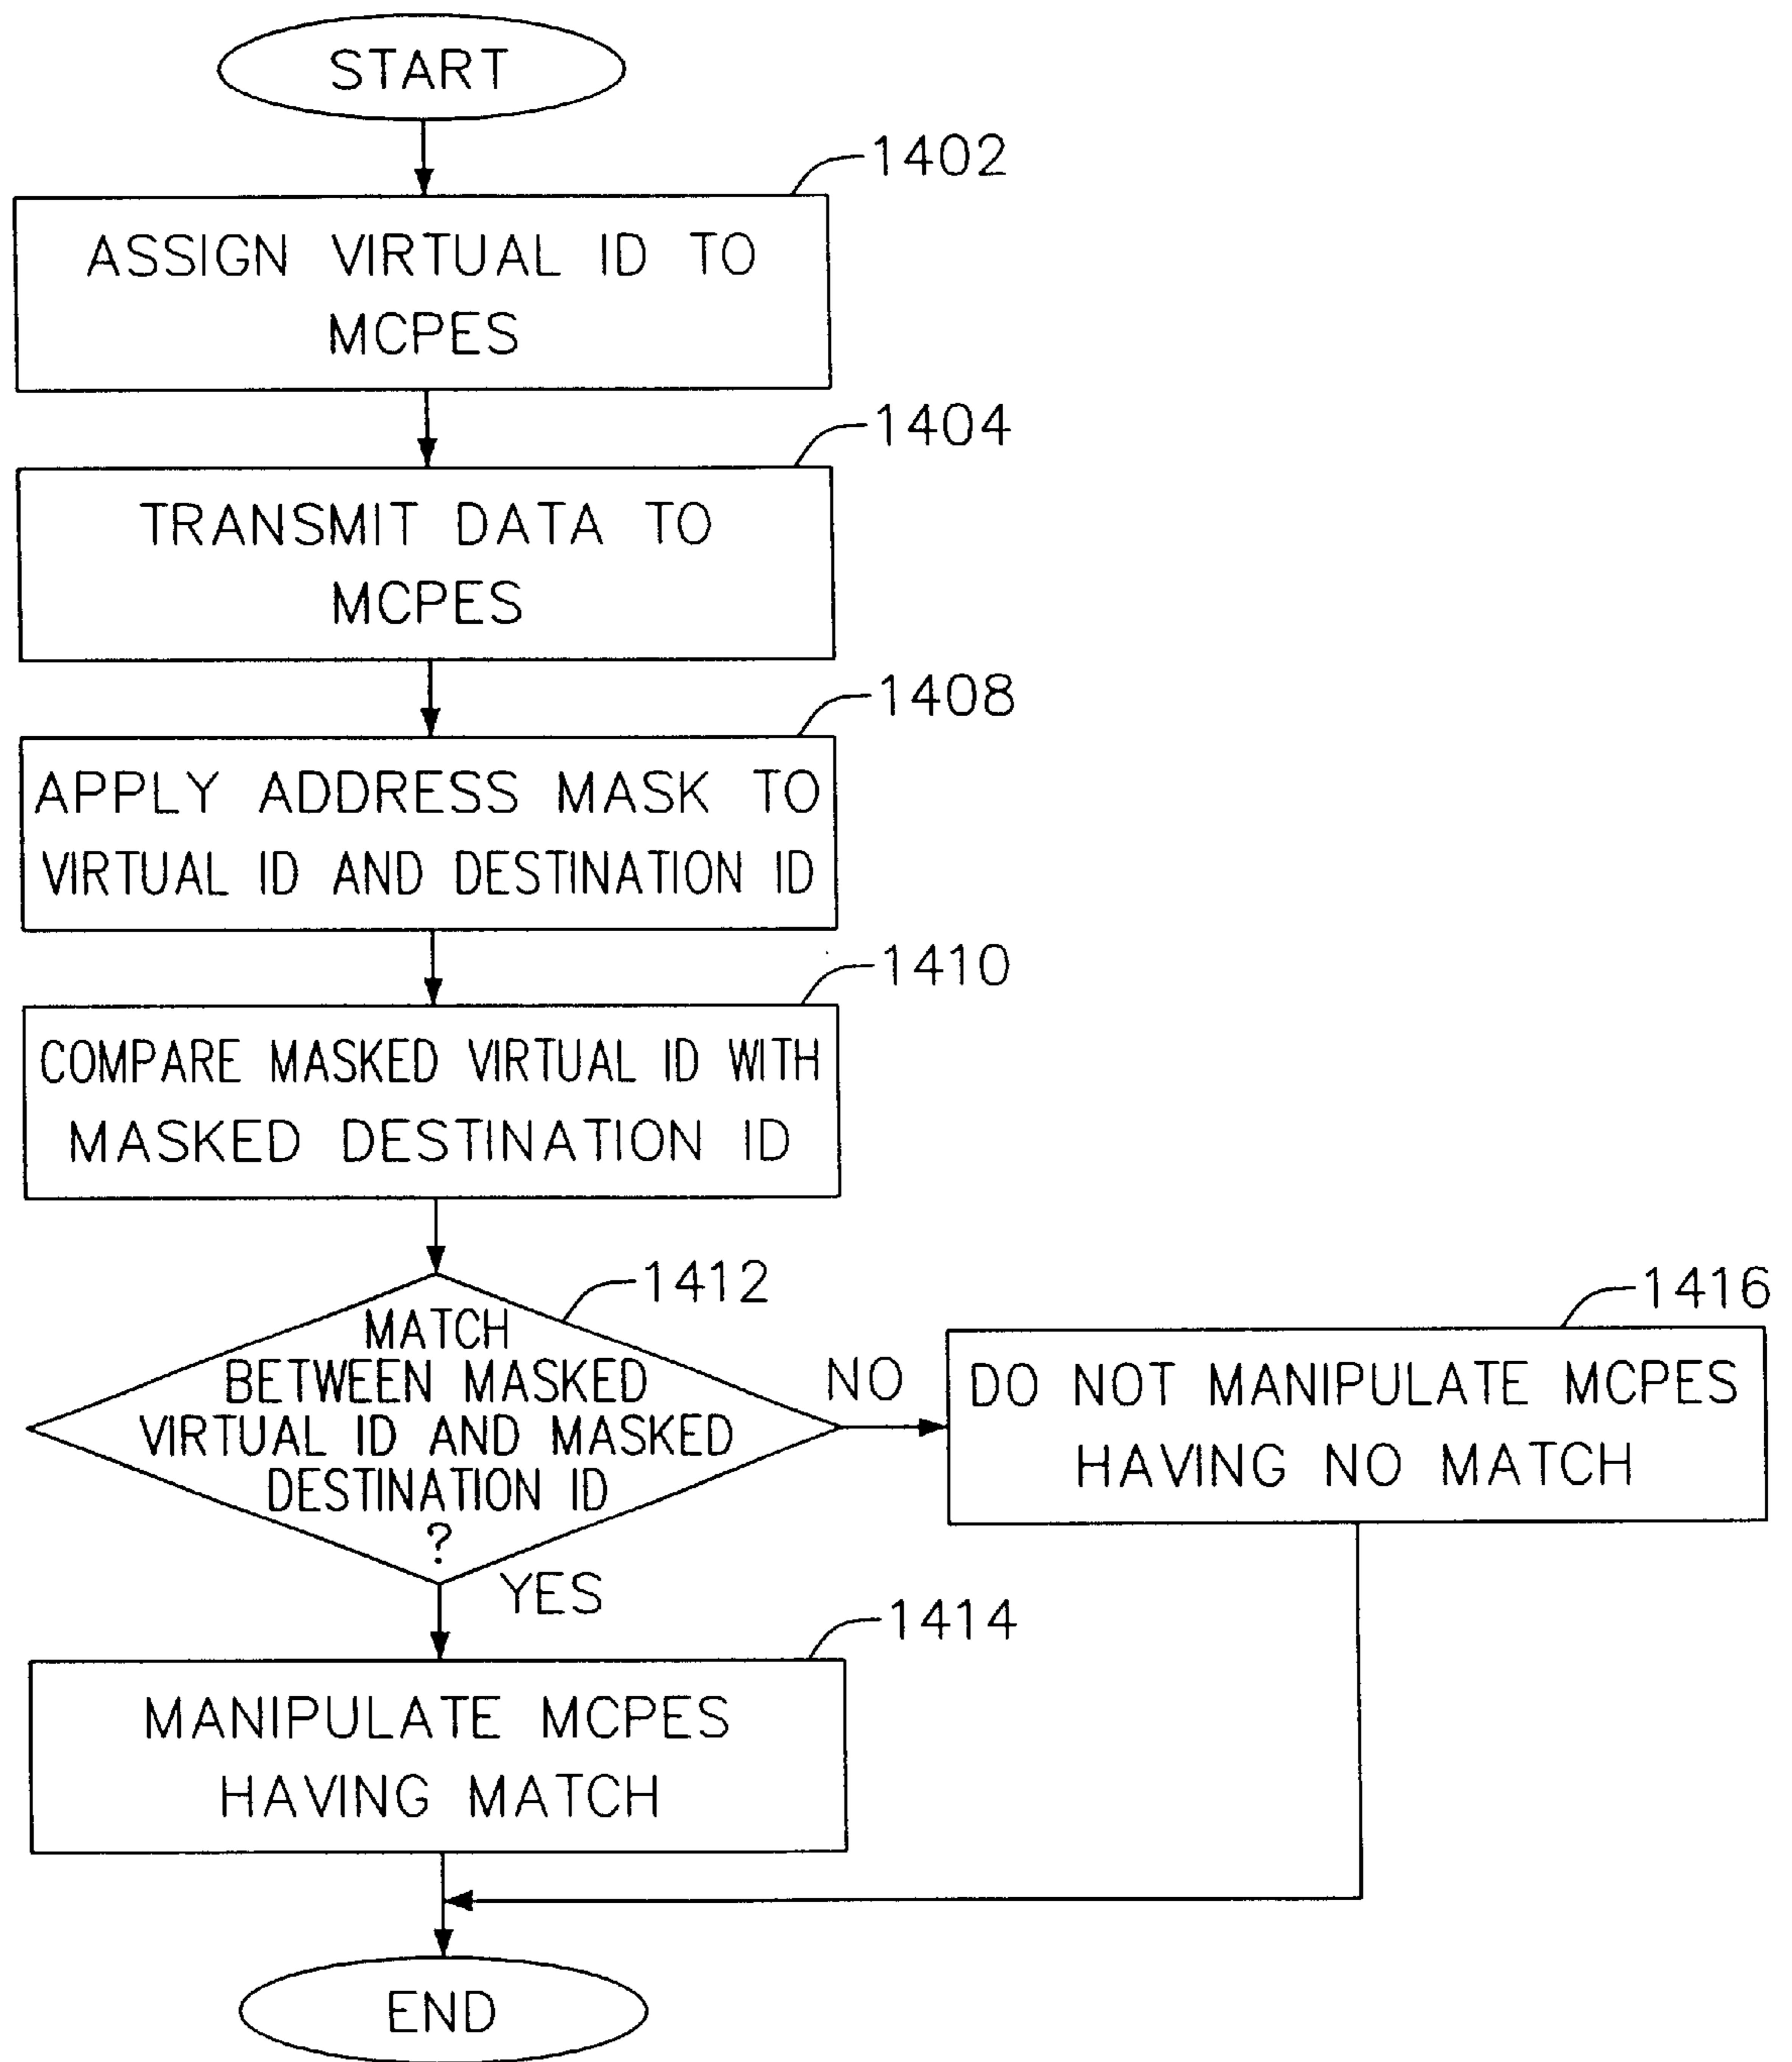 START
1402
ASSIGN VIRTUAL ID TO
MCPES
1404
TRANSMIT DATA TO
MCPES
1408
APPLY ADDRESS MASK TO
VIRTUAL ID AND DESTINATION ID
1410
COMPARE MASKED VIRTUAL ID WITH
MASKED DESTINATION ID
1412
MATCH
BETWEEN MASKED
VIRTUAL ID AND MASKED
DESTINATION ID
?
NO
1416
DO NOT MANIPULATE MCPES
HAVING NO MATCH
YES
1414
MANIPULATE MCPES
HAVING MATCH
END